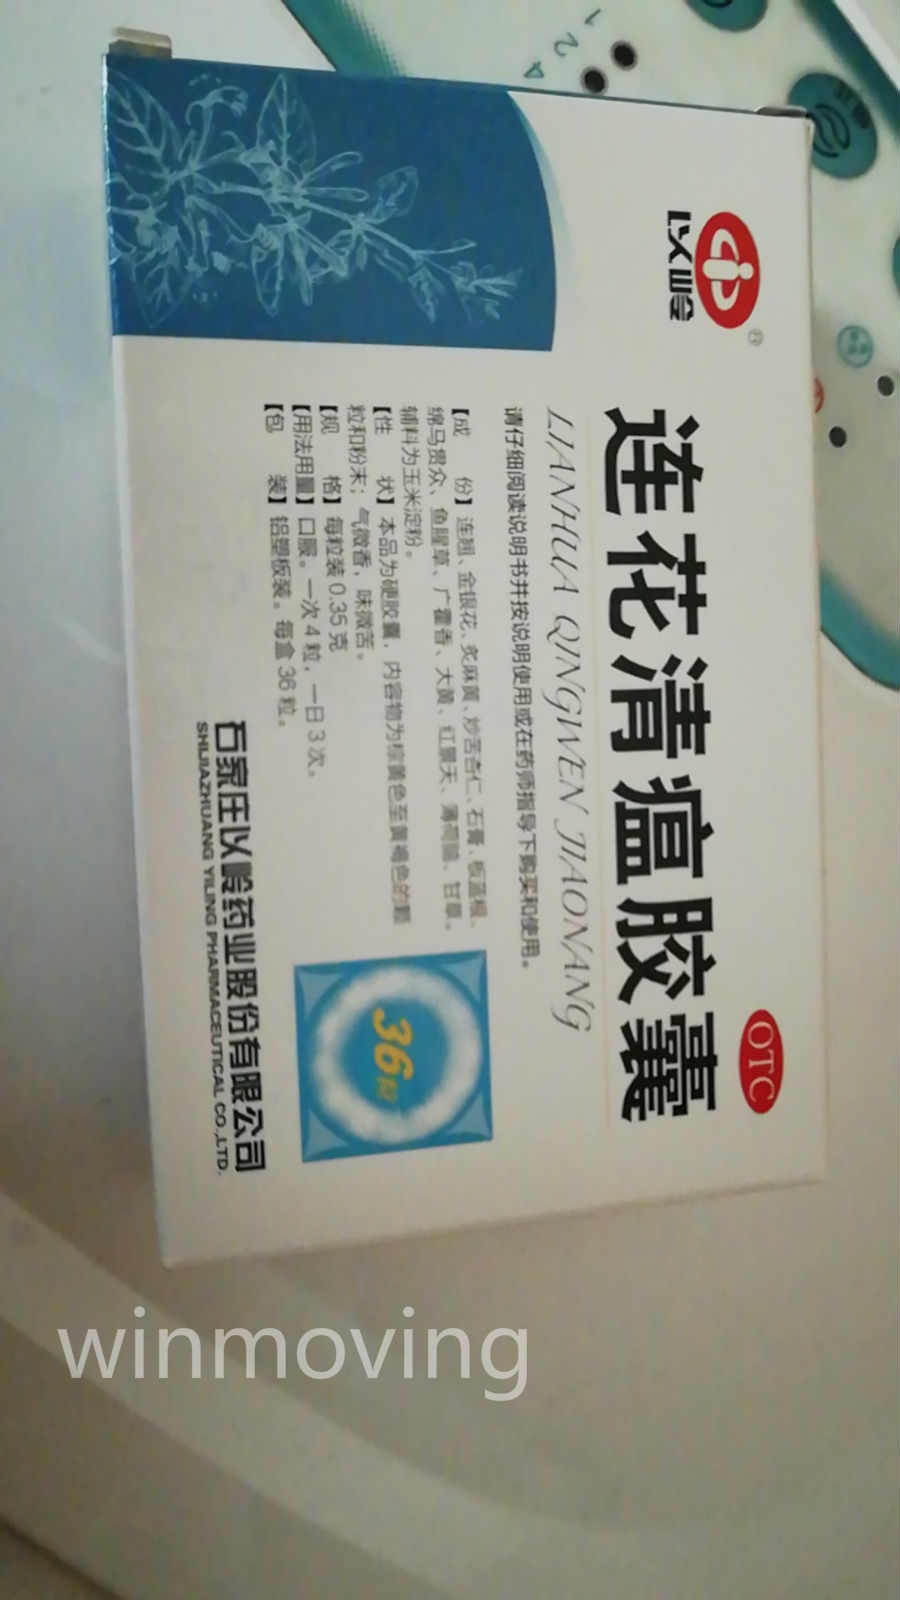 以岭
®
OTC
连花清瘟胶囊
LIANHUA QINGWEN JIAONANG
请仔细阅读说明书并按说明使用或在药师指导下购买和使用。
【成 份】连翘、金银花、炙麻黄、炒苦杏仁、石膏、板蓝根、
绵马贯众、鱼腥草、广藿香、大黄、红景天、薄荷脑、甘草。
辅料为玉米淀粉。
【性 状】本品为硬胶囊，内容物为棕黄色至黄褐色的颗
粒和粉末；气微香，味微苦。
【规 格】每粒装0.35克
【用法用量】口服。一次4粒，一日3次。
【包 装】铝塑板装。每盒36粒。
36粒
石家庄以岭药业股份有限公司
SHIJIAZHUANG YILING PHARMACEUTICAL CO.,LTD.
1
2
4
winmoving